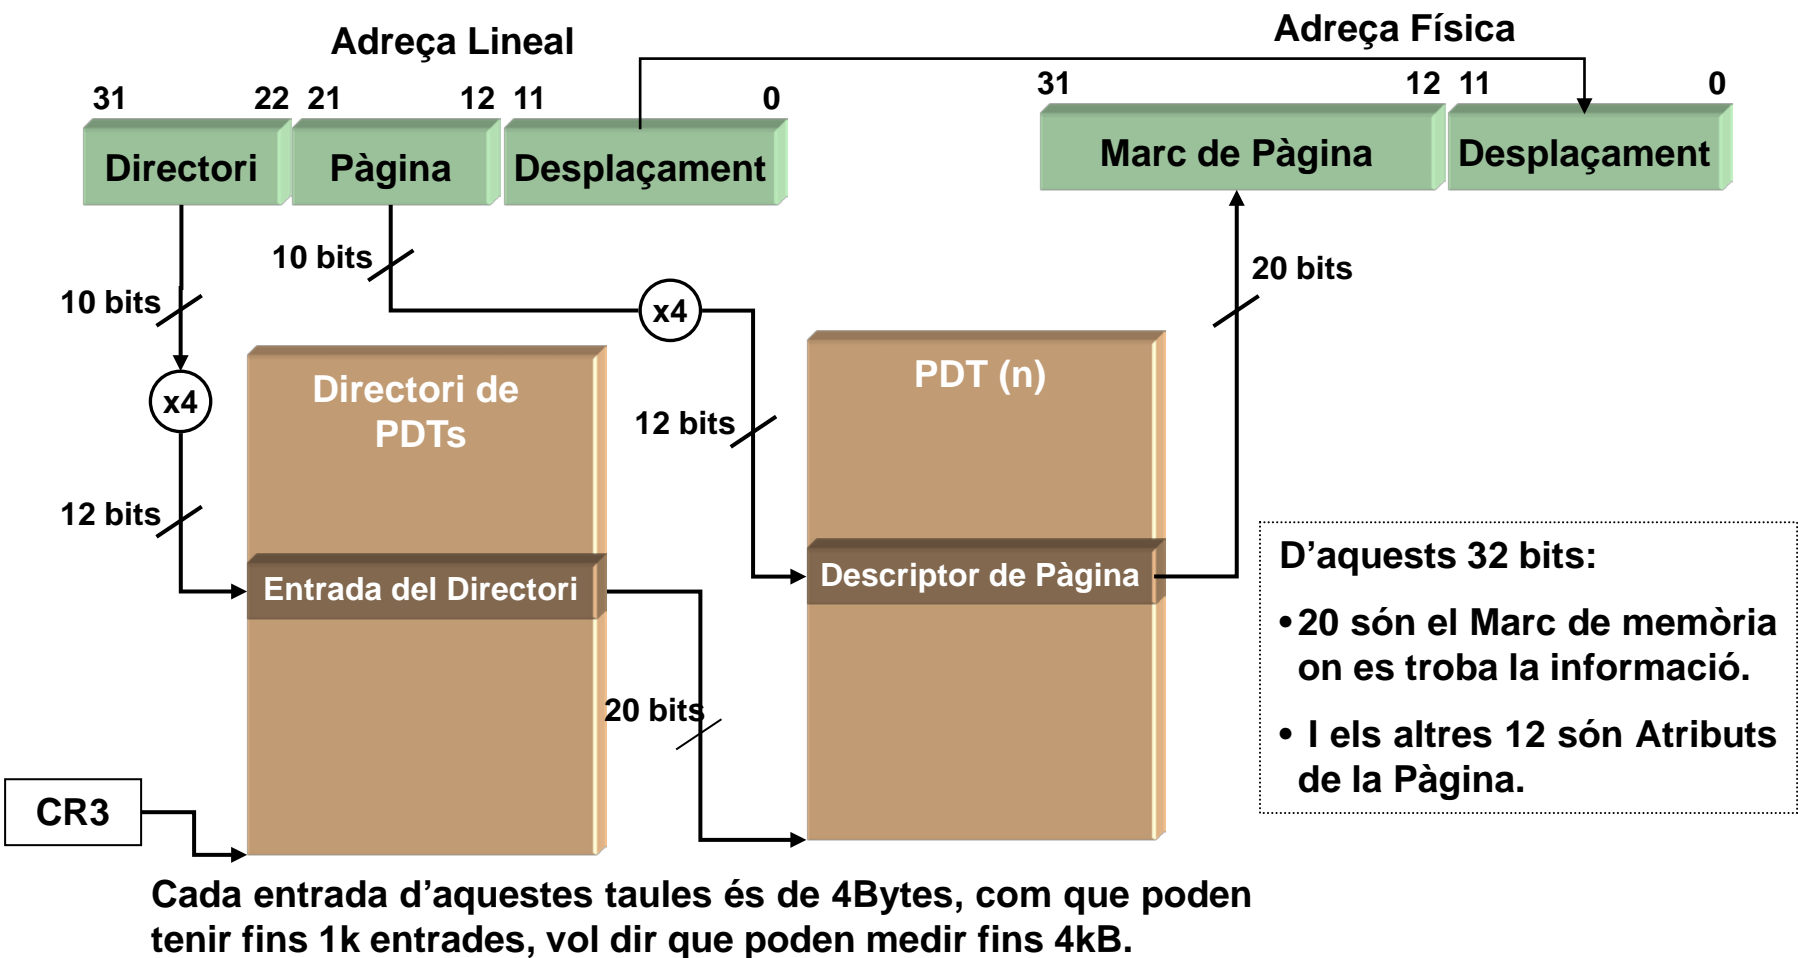 Adreça Lineal
Adreça Física
31 22 21 12 11 0
31 12 11 0
Directori
Pàgina
Desplaçament
Marc de Pàgina
Desplaçament
10 bits
10 bits
20 bits
x4
x4
Directori de
PDTs
PDT (n)
12 bits
12 bits
Entrada del Directori
Descriptor de Pàgina
20 bits
D’aquests 32 bits:
• 20 són el Marc de memòria
on es troba la informació.
• I els altres 12 són Atributs
de la Pàgina.
CR3
Cada entrada d’aquestes taules és de 4Bytes, com que poden
tenir fins 1k entrades, vol dir que poden medir fins 4kB.